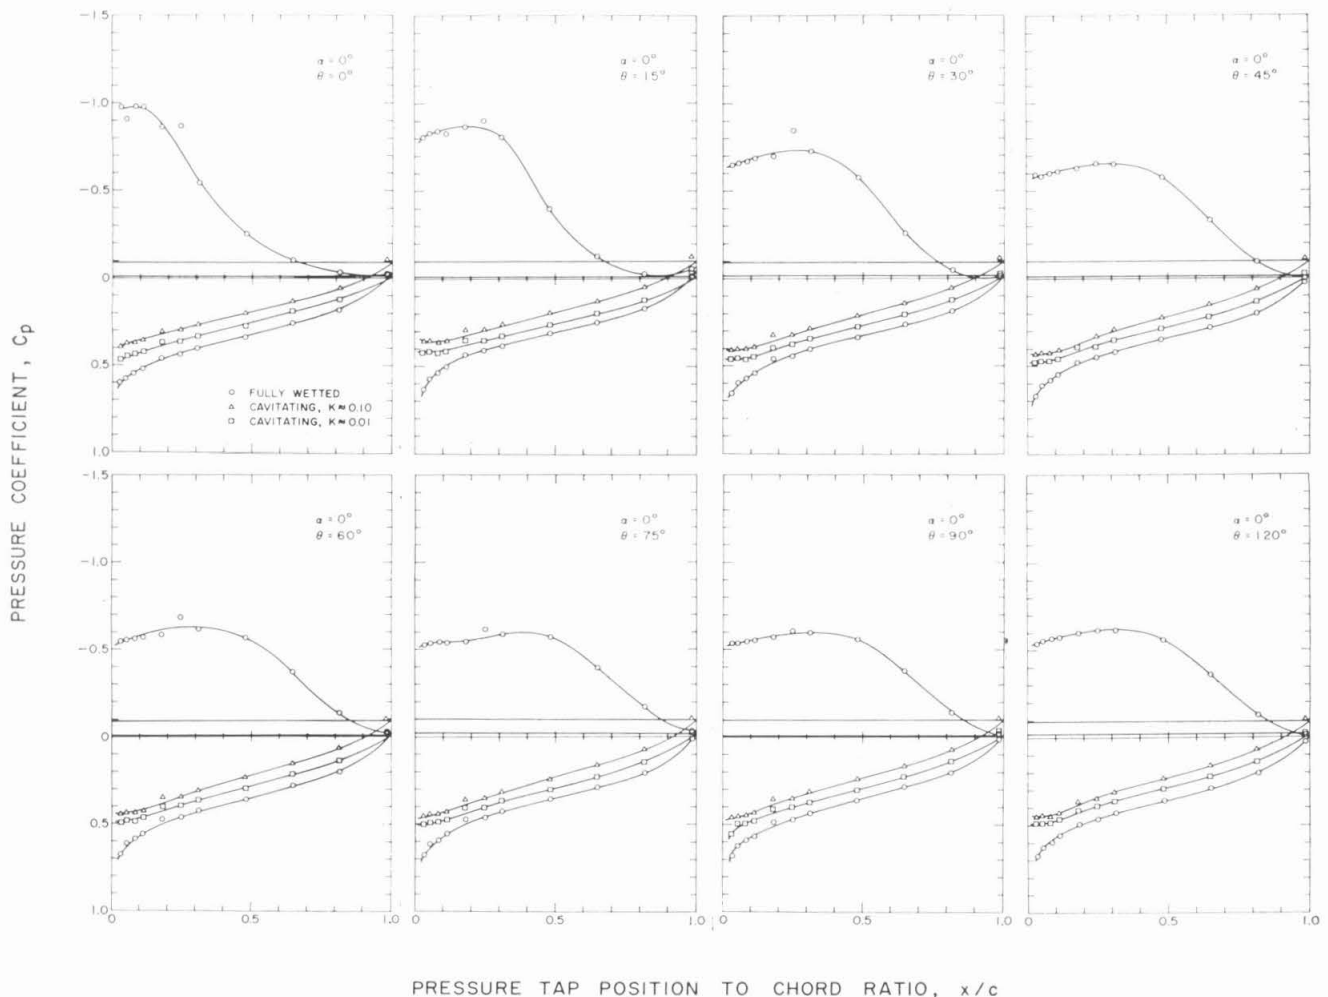 -1.5
-1.0
-0.5
0
0.5
1.0
α = 0°
θ = 0°
○ FULLY WETTED
△ CAVITATING, K≈0.10
□ CAVITATING, K≈0.01
α = 0°
θ = 15°
α = 0°
θ = 30°
α = 0°
θ = 45°
PRESSURE COEFFICIENT, Cp
-1.5
-1.0
-0.5
0
0.5
1.0
α = 0°
θ = 60°
α = 0°
θ = 75°
α = 0°
θ = 90°
α = 0°
θ = 120°
0 0.5 1.0
0 0.5 1.0
0 0.5 1.0
0 0.5 1.0
PRESSURE TAP POSITION TO CHORD RATIO, x/c